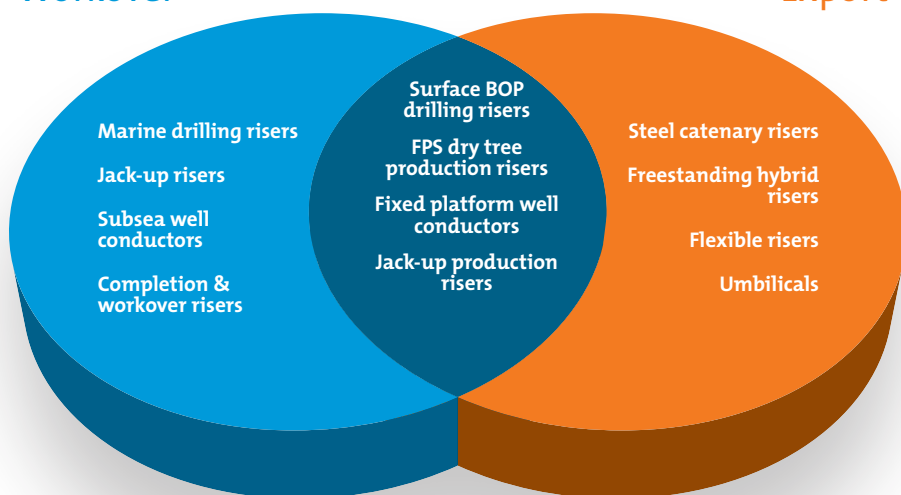 Workover
Export
Marine drilling risers
Jack-up risers
Subsea well
conductors
Completion &
workover risers
Surface BOP
drilling risers
FPS dry tree
production risers
Fixed platform well
conductors
Jack-up production
risers
Steel catenary risers
Freestanding hybrid
risers
Flexible risers
Umbilicals